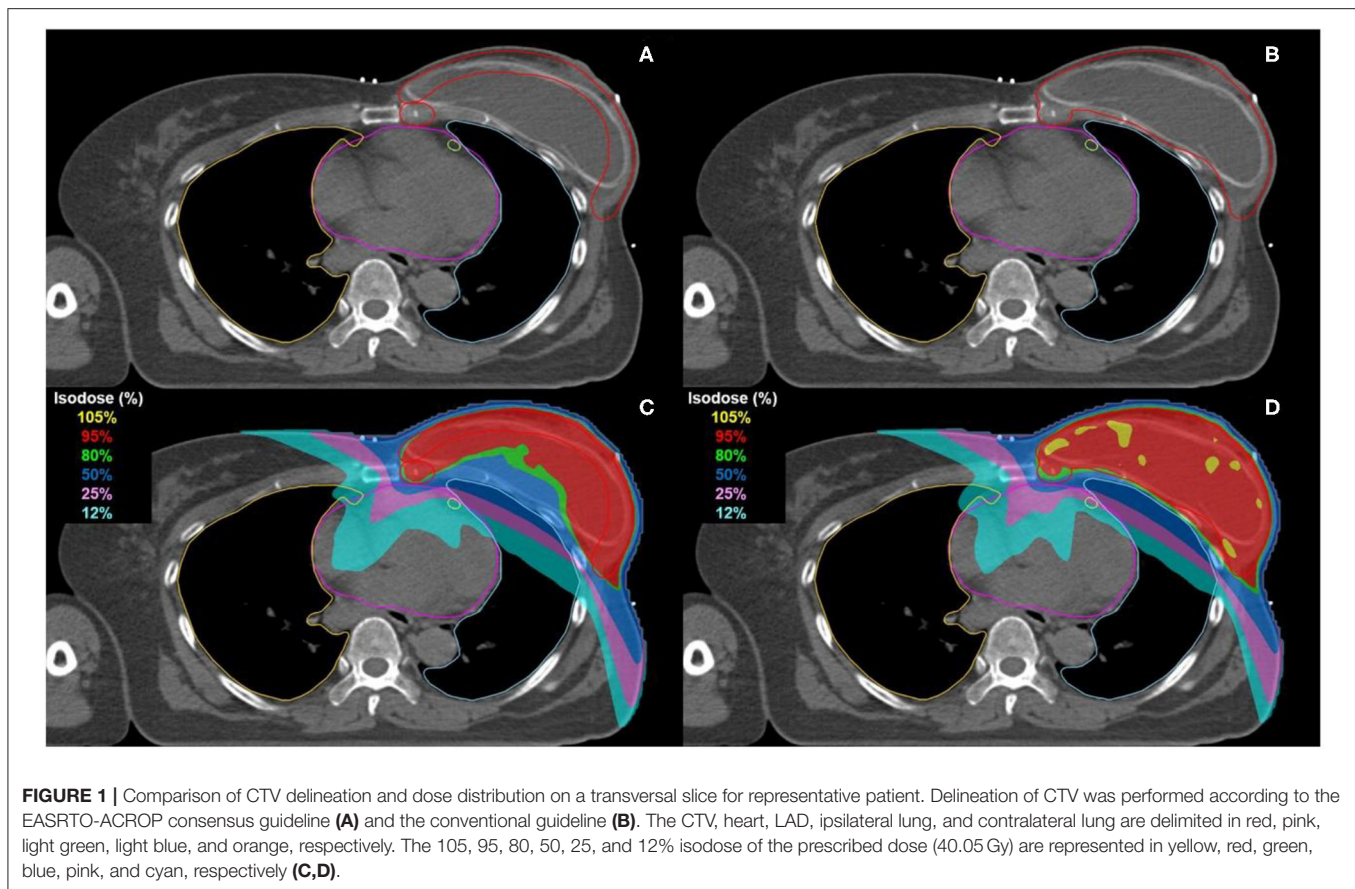 A
B
Isodose (%)
105%
95%
80%
50%
25%
12%
C
Isodose (%)
105%
95%
80%
50%
25%
12%
D
FIGURE 1 | Comparison of CTV delineation and dose distribution on a transversal slice for representative patient. Delineation of CTV was performed according to the
EASRTO-ACROP consensus guideline (A) and the conventional guideline (B). The CTV, heart, LAD, ipsilateral lung, and contralateral lung are delimited in red, pink,
light green, light blue, and orange, respectively. The 105, 95, 80, 50, 25, and 12% isodose of the prescribed dose (40.05 Gy) are represented in yellow, red, green,
blue, pink, and cyan, respectively (C,D).